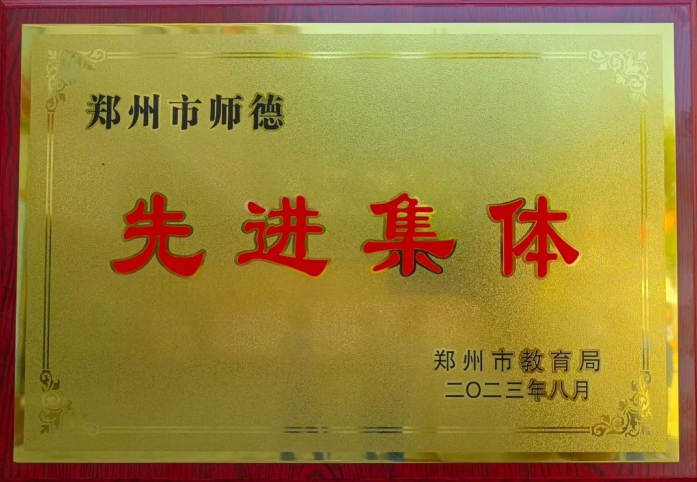 郑州市师德
先进集体
郑州市教育局
二〇二三年八月